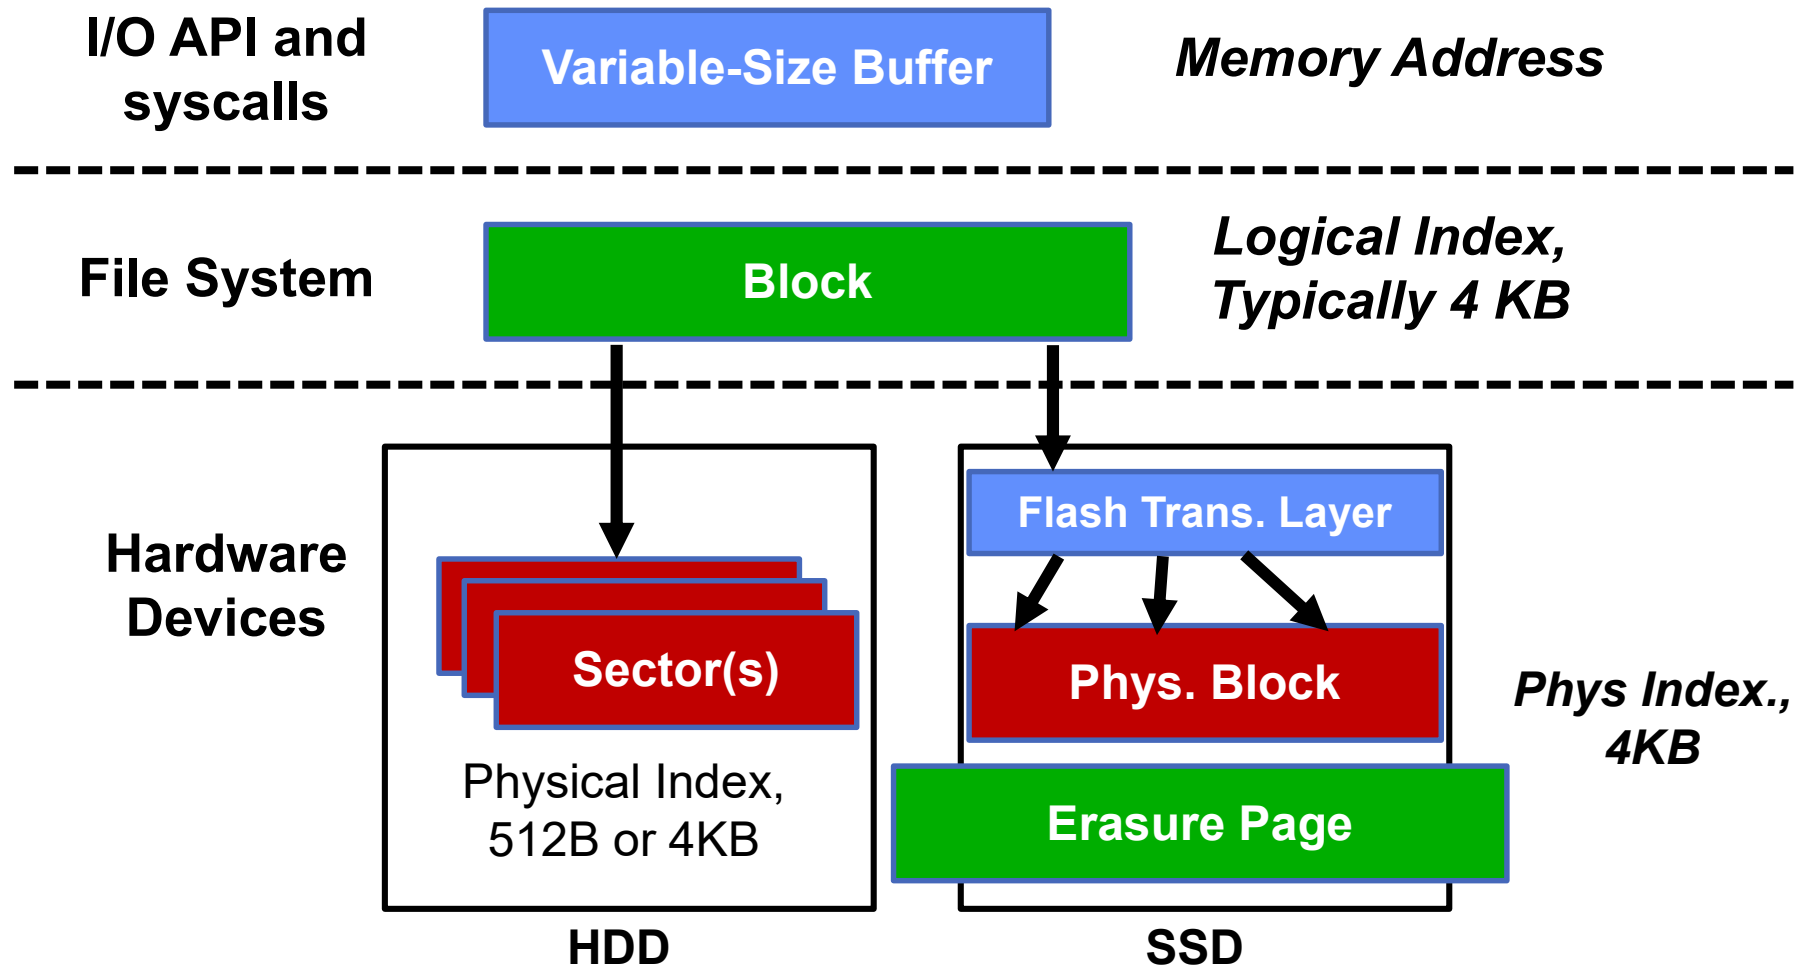 I/O API and
syscalls
Variable-Size Buffer
Memory Address
File System
Block
Logical Index,
Typically 4 KB
Hardware
Devices
Sector(s)
Physical Index,
512B or 4KB
HDD
Flash Trans. Layer
Phys. Block
Erasure Page
SSD
Phys Index.,
4KB